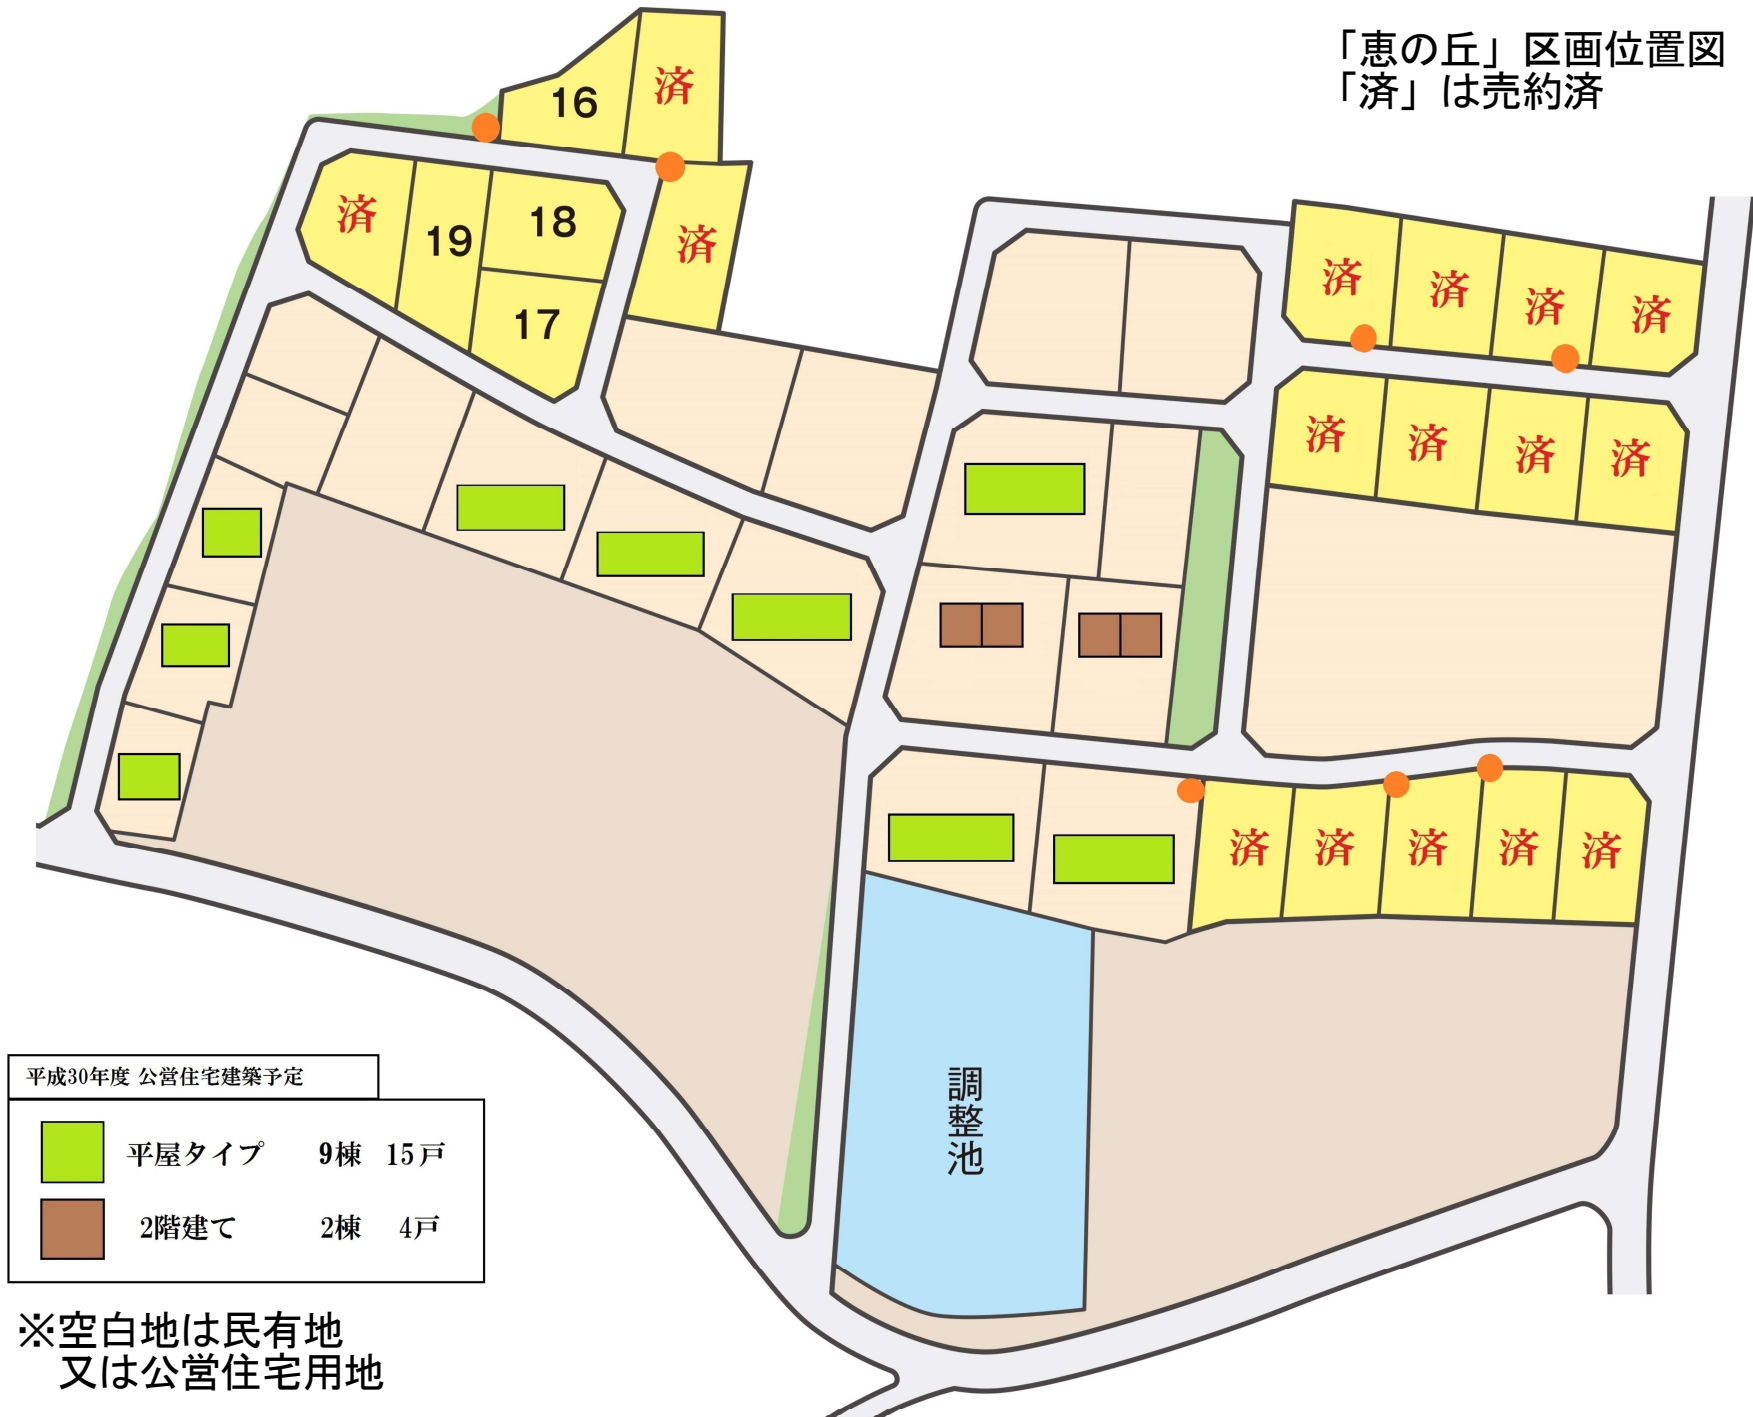 「恵の丘」区画位置図
「済」は売約済
16
済
済
19
18
17
済
済
済
済
済
済
済
済
済
済
済
済
済
済
調整池
平成30年度 公営住宅建築予定
平屋タイプ 9棟 15戸
2階建て 2棟 4戸
※空白地は民有地
又は公営住宅用地